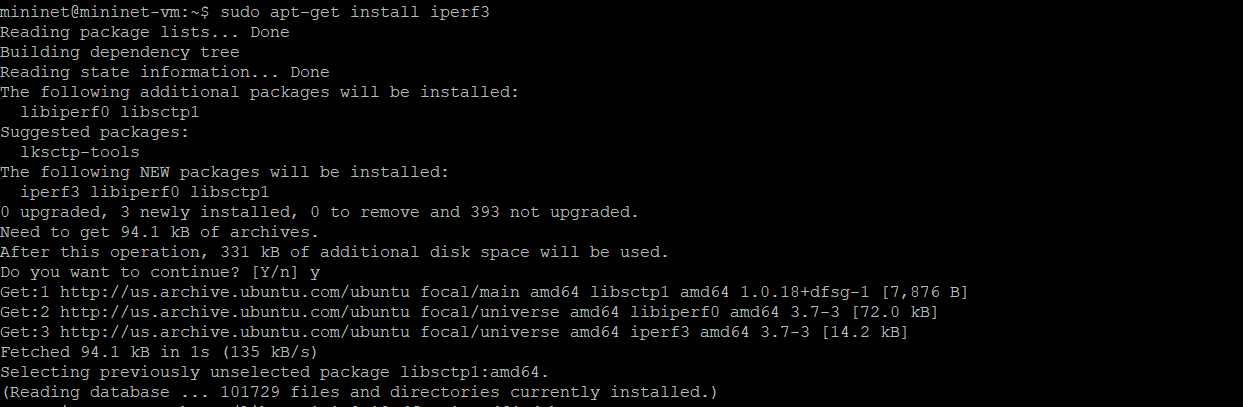 mininet@mininet-vm:~$ sudo apt-get install iperf3
Reading package lists... Done
Building dependency tree
Reading state information... Done
The following additional packages will be installed:
  libiperf0 libsctp1
Suggested packages:
  lksctp-tools
The following NEW packages will be installed:
  iperf3 libiperf0 libsctp1
0 upgraded, 3 newly installed, 0 to remove and 393 not upgraded.
Need to get 94.1 kB of archives.
After this operation, 331 kB of additional disk space will be used.
Do you want to continue? [Y/n] y
Get:1 http://us.archive.ubuntu.com/ubuntu focal/main amd64 libsctp1 amd64 1.0.18+dfsg-1 [7,876 B]
Get:2 http://us.archive.ubuntu.com/ubuntu focal/universe amd64 libiperf0 amd64 3.7-3 [72.0 kB]
Get:3 http://us.archive.ubuntu.com/ubuntu focal/universe amd64 iperf3 amd64 3.7-3 [14.2 kB]
Fetched 94.1 kB in 1s (135 kB/s)
Selecting previously unselected package libsctp1:amd64.
(Reading database ... 101729 files and directories currently installed.)